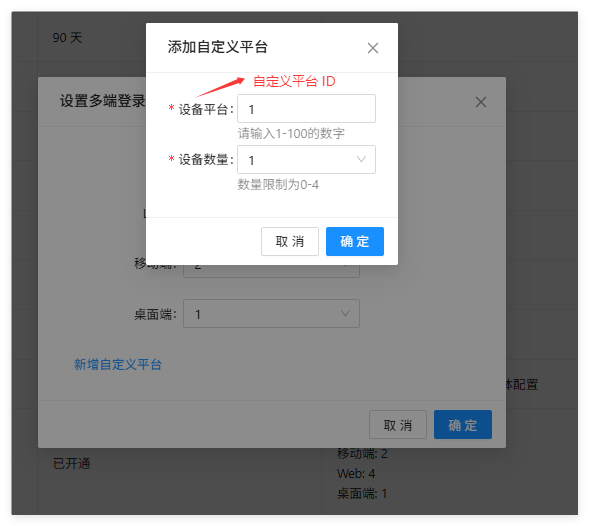 90 天
添加自定义平台
自定义平台 ID
设置多端登录
* 设备平台: 1
请输入1-100的数字
* 设备数量: 1
数量限制为0-4
取 消 确 定
移动端: 2
桌面端: 1
新增自定义平台
体配置
取 消 确 定
移动端: 2
已开通
Web: 4
桌面端: 1